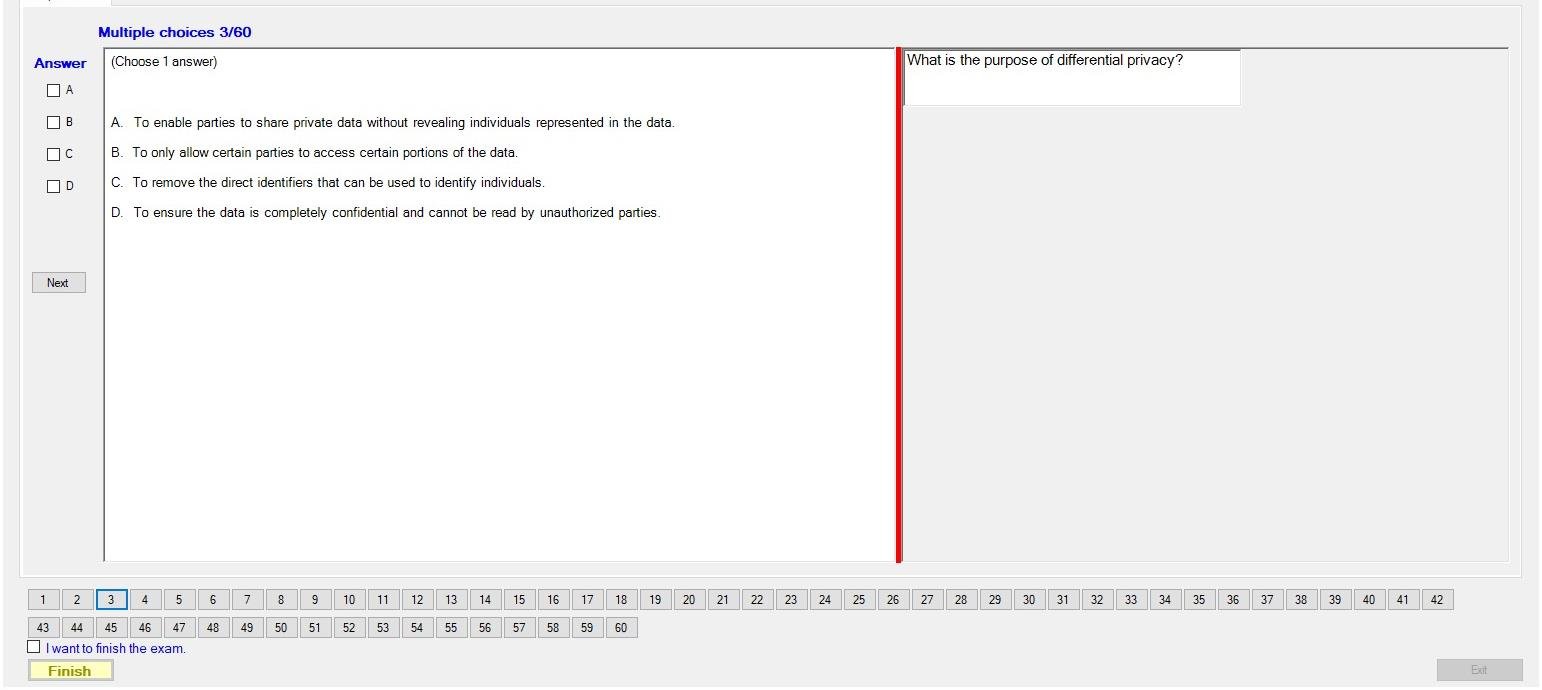 Multiple choices 3/60
Answer
(Choose 1 answer)
What is the purpose of differential privacy?
A
B
C
D
A. To enable parties to share private data without revealing individuals represented in the data.
B. To only allow certain parties to access certain portions of the data.
C. To remove the direct identifiers that can be used to identify individuals.
D. To ensure the data is completely confidential and cannot be read by unauthorized parties.
Next
1 2 3 4 5 6 7 8 9 10 11 12 13 14 15 16 17 18 19 20 21 22 23 24 25 26 27 28 29 30 31 32 33 34 35 36 37 38 39 40 41 42
43 44 45 46 47 48 49 50 51 52 53 54 55 56 57 58 59 60
I want to finish the exam.
Finish
Exit